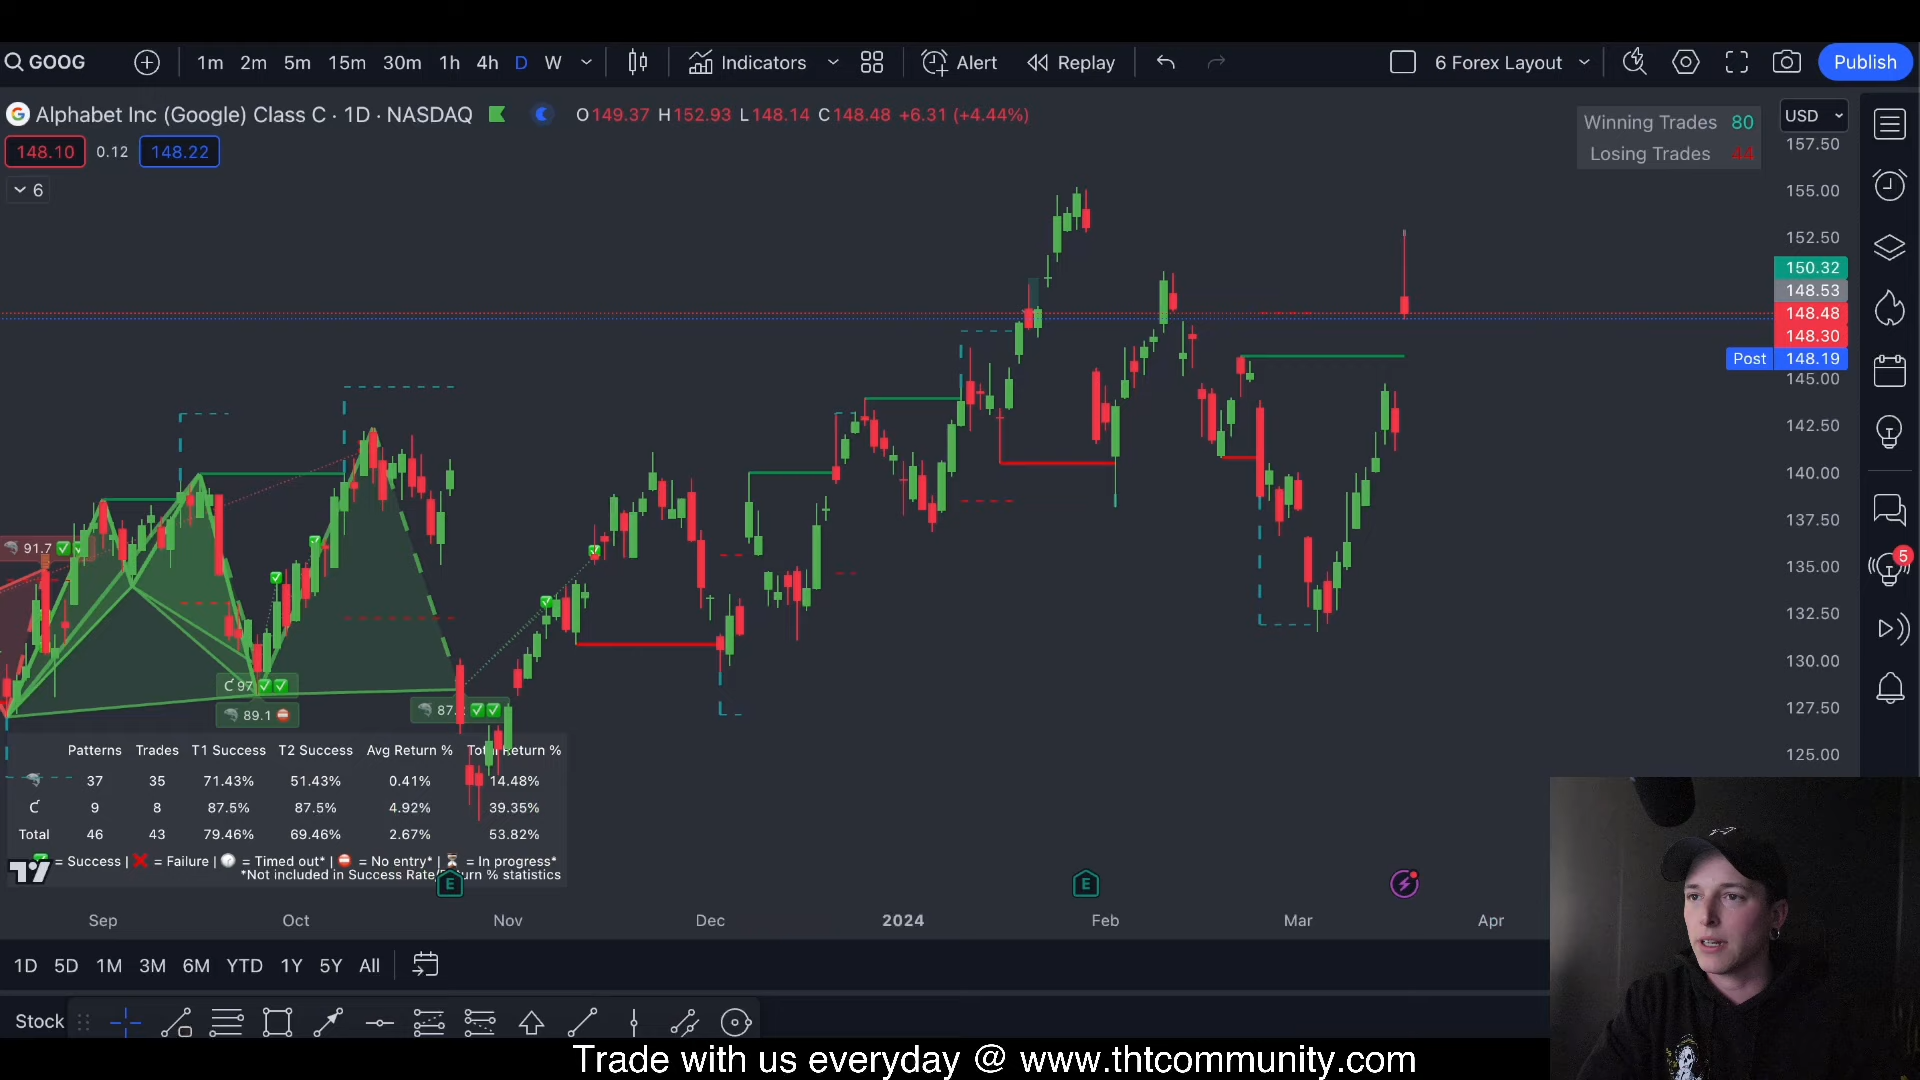 GOOG
1m 2m 5m 15m 30m 1h 4h D W
Indicators
Alert
Replay
6 Forex Layout
Publish
Alphabet Inc (Google) Class C · 1D · NASDAQ
O149.37 H152.93 L148.14 C148.48 +6.31 (+4.44%)
148.10 0.12 148.22
6
Winning Trades 80
Losing Trades 44
USD
157.50
155.00
152.50
150.32
148.53
148.48
148.30
Post 148.19
145.00
142.50
140.00
137.50
135.00
132.50
130.00
127.50
125.00
5
91.7
Ƈ 97
89.1
87.
Patterns Trades T1 Success T2 Success Avg Return % Total Return %
37 35 71.43% 51.43% 0.41% 14.48%
Ƈ 9 8 87.5% 87.5% 4.92% 39.35%
Total 46 43 79.46% 69.46% 2.67% 53.82%
= Success | = Failure | = Timed out* | = No entry* | = In progress*
*Not included in Success Rate/Return % statistics
E
E
Sep Oct Nov Dec 2024 Feb Mar Apr
1D 5D 1M 3M 6M YTD 1Y 5Y All
Stock
Trade with us everyday @ www.thtcommunity.com